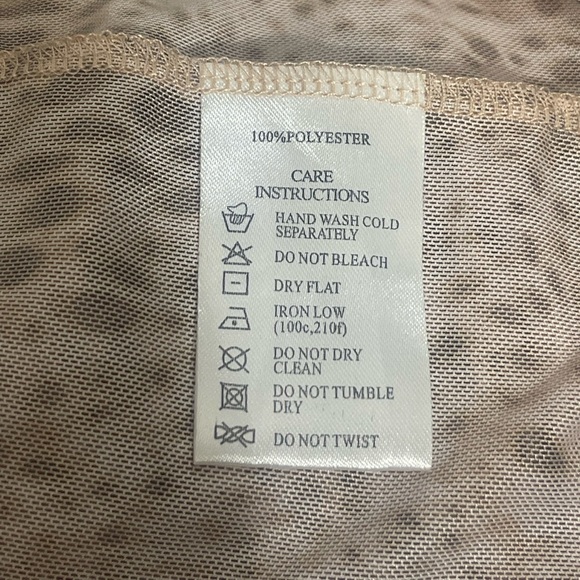 100%POLYESTER
CARE
INSTRUCTIONS
HAND WASH COLD
SEPARATELY
DO NOT BLEACH
DRY FLAT
IRON LOW
(100c,210f)
DO NOT DRY
CLEAN
DO NOT TUMBLE
DRY
DO NOT TWIST